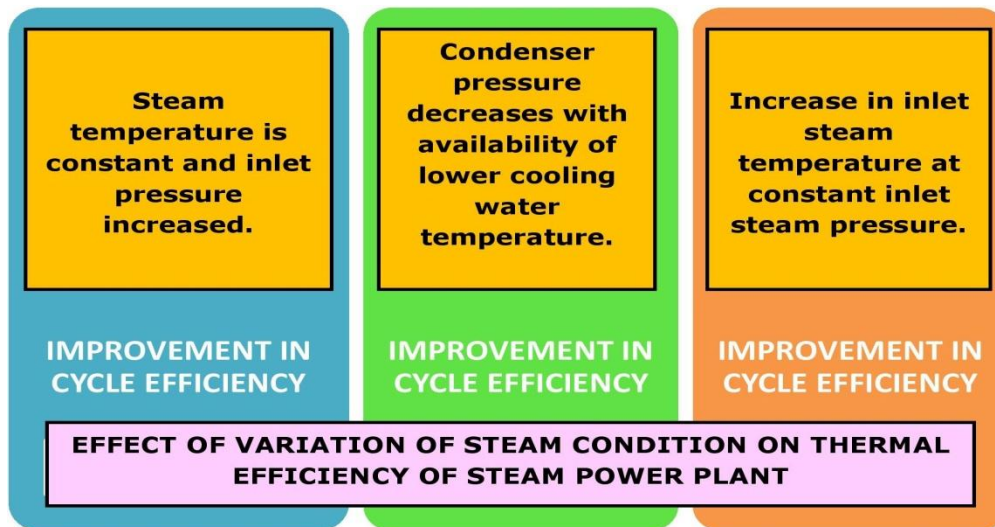 Steam
temperature is
constant and inlet
pressure
increased.
IMPROVEMENT IN
CYCLE EFFICIENCY
Condenser
pressure
decreases with
availability of
lower cooling
water
temperature.
IMPROVEMENT IN
CYCLE EFFICIENCY
Increase in inlet
steam
temperature at
constant inlet
steam pressure.
IMPROVEMENT IN
CYCLE EFFICIENCY
EFFECT OF VARIATION OF STEAM CONDITION ON THERMAL
EFFICIENCY OF STEAM POWER PLANT